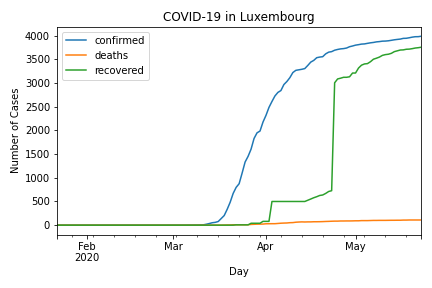 COVID-19 in Luxembourg
confirmed
deaths
recovered
Number of Cases
4000
3500
3000
2500
2000
1500
1000
500
0
Feb
2020
Mar
Apr
May
Day